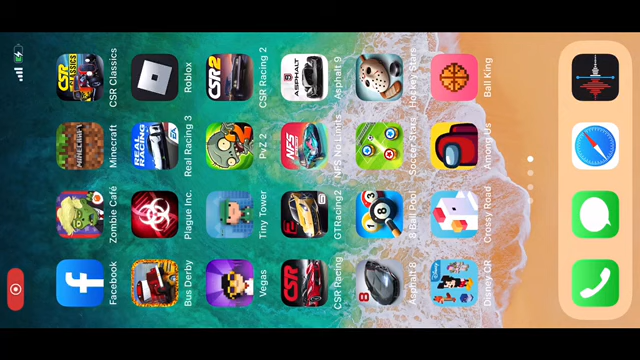 Facebook
Zombie Café
Minecraft
CSR Classics
Bus Derby
Plague Inc.
Real Racing 3
Roblox
Vegas
Tiny Tower
PvZ 2
CSR Racing 2
CSR Racing
GTRacing2
NFS No Limits
Asphalt 9
Asphalt 8
8 Ball Pool
Soccer Stars
Hockey Stars
Disney CR
Crossy Road
Among Us
Ball King